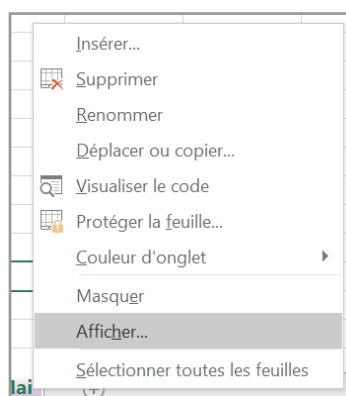 Insérer...
Supprimer
Renommer
Déplacer ou copier...
Visualiser le code
Protéger la feuille...
Couleur d'onglet
Masquer
Afficher...
Sélectionner toutes les feuilles